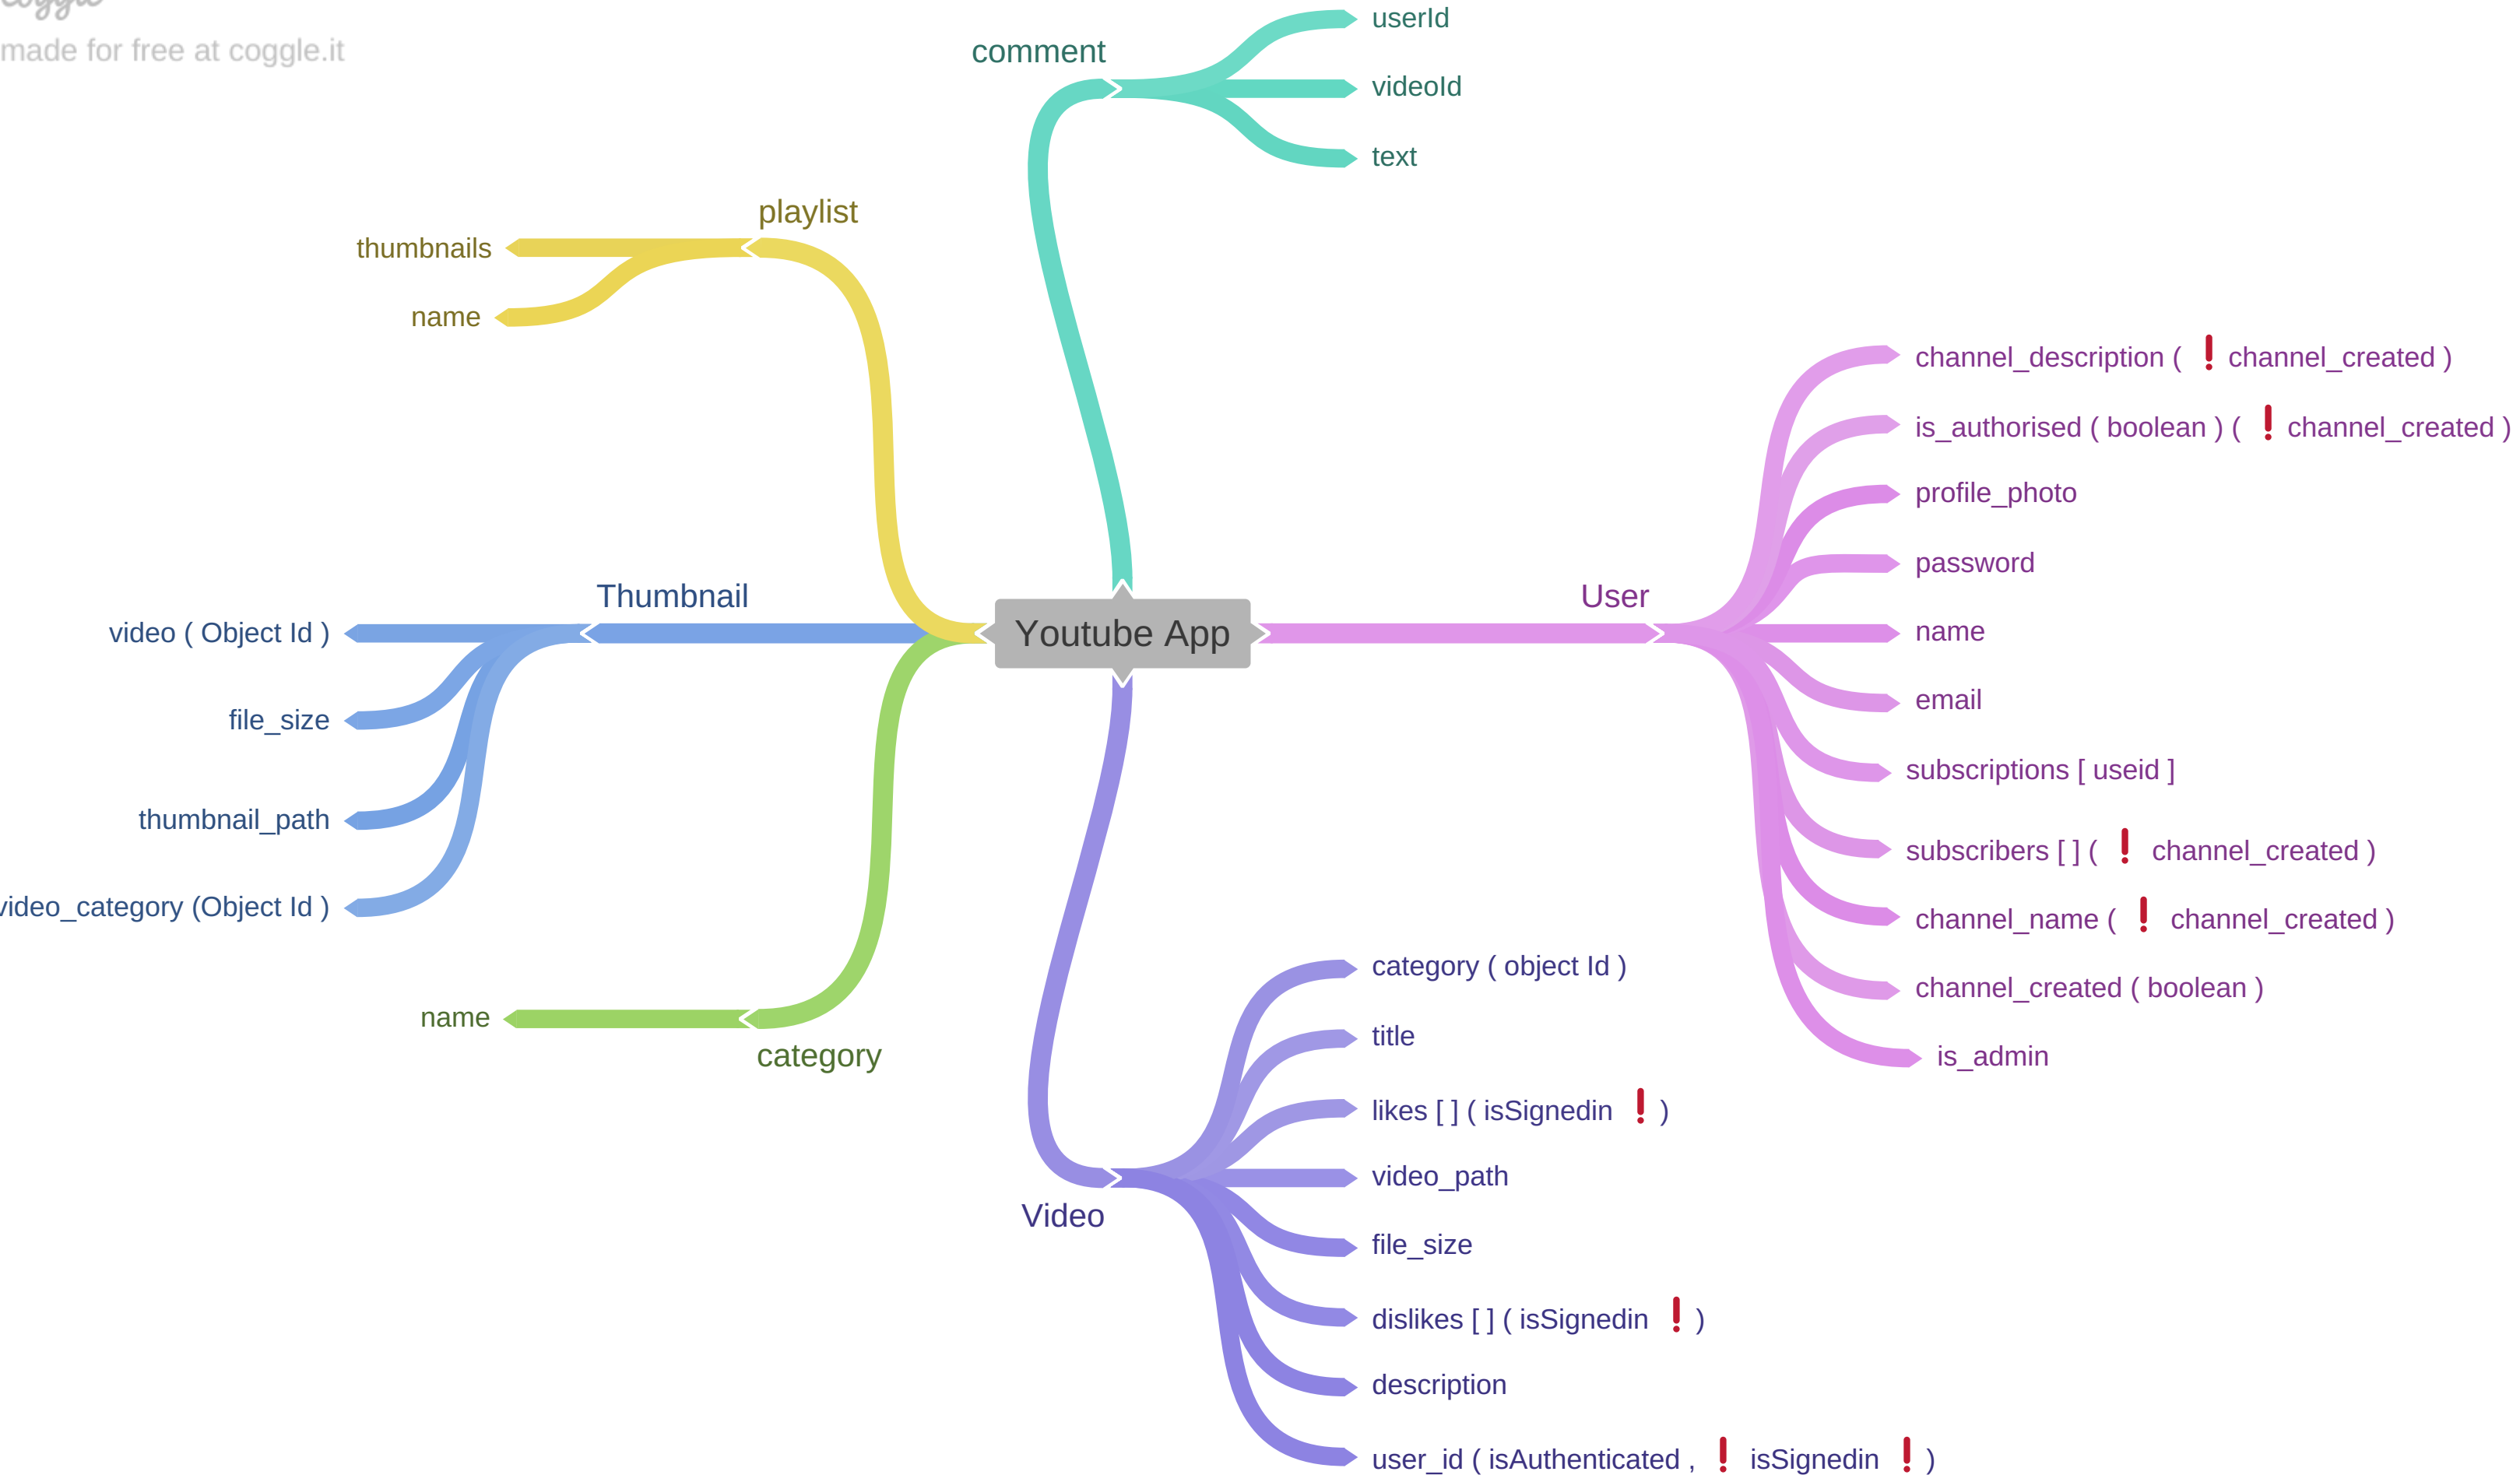 coggle
made for free at coggle.it
comment
userId
videoId
text
playlist
thumbnails
name
Thumbnail
video ( Object Id )
file_size
thumbnail_path
video_category (Object Id )
name
category
Youtube App
User
channel_description ( ❗ channel_created )
is_authorised ( boolean ) ( ❗ channel_created )
profile_photo
password
name
email
subscriptions [ useid ]
subscribers [ ] ( ❗ channel_created )
channel_name ( ❗ channel_created )
channel_created ( boolean )
is_admin
Video
category ( object Id )
title
likes [ ] ( isSignedin ❗ )
video_path
file_size
dislikes [ ] ( isSignedin ❗ )
description
user_id ( isAuthenticated , ❗ isSignedin ❗ )